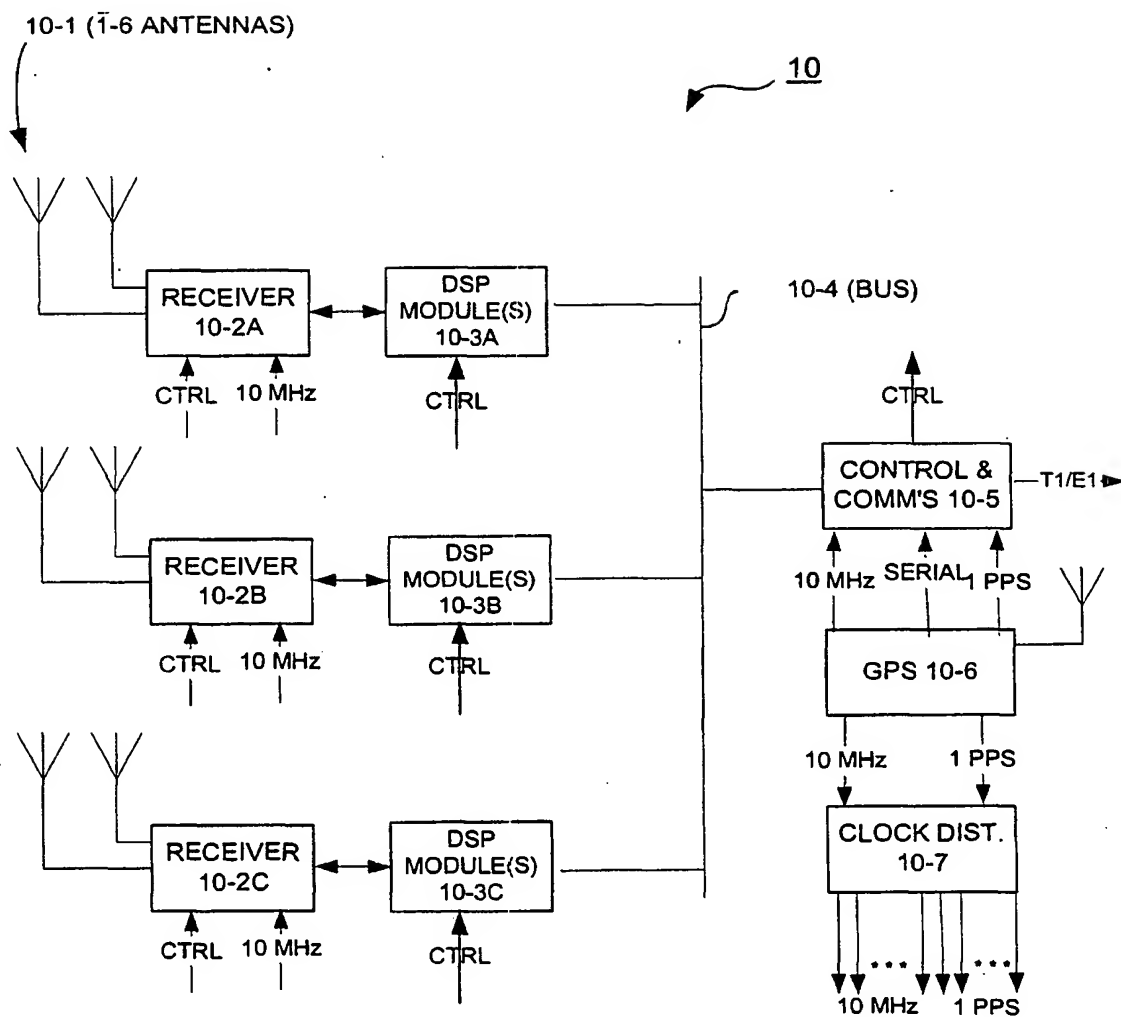 10-1 (1̄-6 ANTENNAS)
10
RECEIVER
10-2A
DSP
MODULE(S)
10-3A
10-4 (BUS)
CTRL
10 MHz
CTRL
CTRL
CONTROL &
COMM'S 10-5
T1/E1
RECEIVER
10-2B
DSP
MODULE(S)
10-3B
10 MHz
SERIAL
1 PPS
CTRL
10 MHz
CTRL
GPS 10-6
10 MHz
1 PPS
RECEIVER
10-2C
DSP
MODULE(S)
10-3C
CLOCK DIST.
10-7
CTRL
10 MHz
CTRL
10 MHz
1 PPS